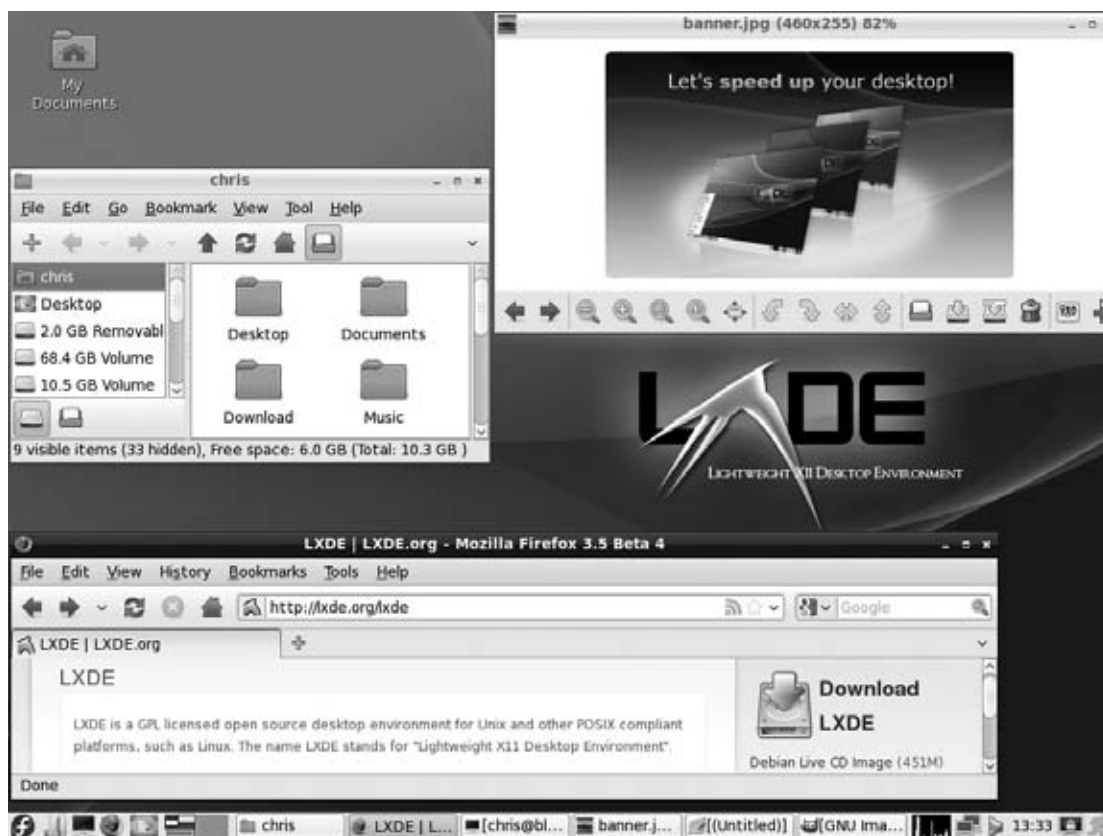 My
Documents
banner.jpg (460x255) 82%
Let's speed up your desktop!
chris
File Edit Go Bookmark View Tool Help
chris
Desktop
2.0 GB Removabl
68.4 GB Volume
10.5 GB Volume
Desktop
Documents
Download
Music
9 visible items (33 hidden), Free space: 6.0 GB (Total: 10.3 GB )
LXDE
LIGHTWEIGHT X11 DESKTOP ENVIRONMENT
LXDE | LXDE.org - Mozilla Firefox 3.5 Beta 4
File Edit View History Bookmarks Tools Help
http://lxde.org/lxde
Google
LXDE | LXDE.org
LXDE
LXDE is a GPL licensed open source desktop environment for Unix and other POSIX compliant
platforms, such as Linux. The name LXDE stands for "Lightweight X11 Desktop Environment".
Download
LXDE
Debian Live CD Image (451M)
Done
chris
LXDE | L...
[chris@bl...
banner.j...
[(Untitled)]
[GNU Ima...
13:33